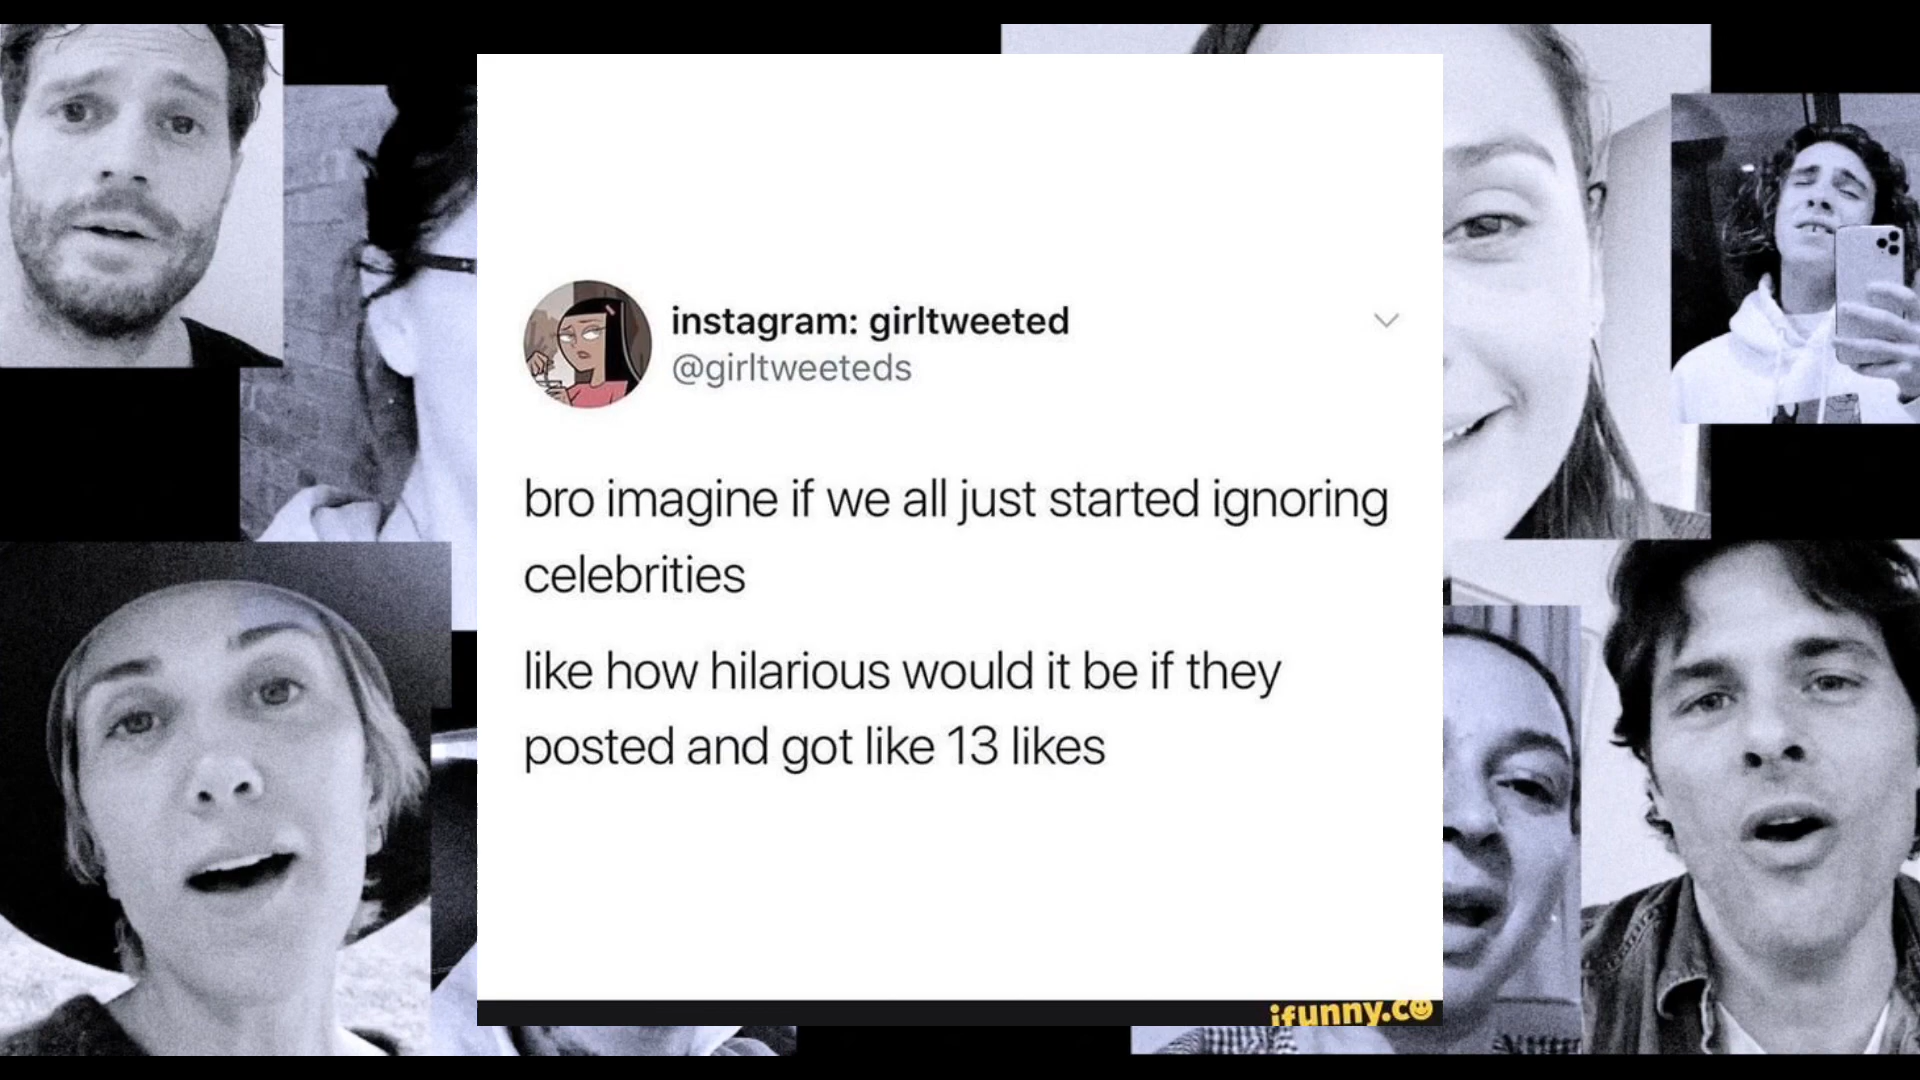 instagram: girltweeted
@girltweeteds
bro imagine if we all just started ignoring
celebrities
like how hilarious would it be if they
posted and got like 13 likes
ifunny.co